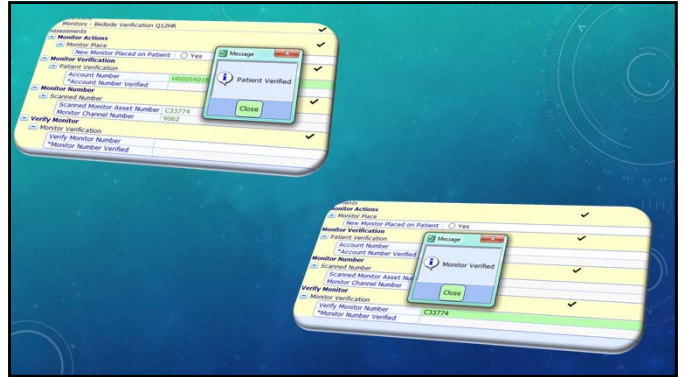 Monitors - Bedside Verification Q12HR
Assessments
Monitor Actions
Monitor Place
New Monitor Placed on Patient Yes
Monitor Verification
Patient Verification
Account Number
*Account Number Verified
Monitor Number
Scanned Number
Scanned Monitor Asset Number C33774
Monitor Channel Number 9062
Verify Monitor
Monitor Verification
Verify Monitor Number
*Monitor Number Verified
Message
Patient Verified
Close
Monitor Actions
Monitor Place
New Monitor Placed on Patient Yes
Monitor Verification
Patient Verification
Account Number
*Account Number Verified
Monitor Number
Scanned Number
Scanned Monitor Asset Nu
Monitor Channel Number
Verify Monitor
Monitor Verification
Verify Monitor Number C33774
*Monitor Number Verified
Message
Monitor Verified
Close